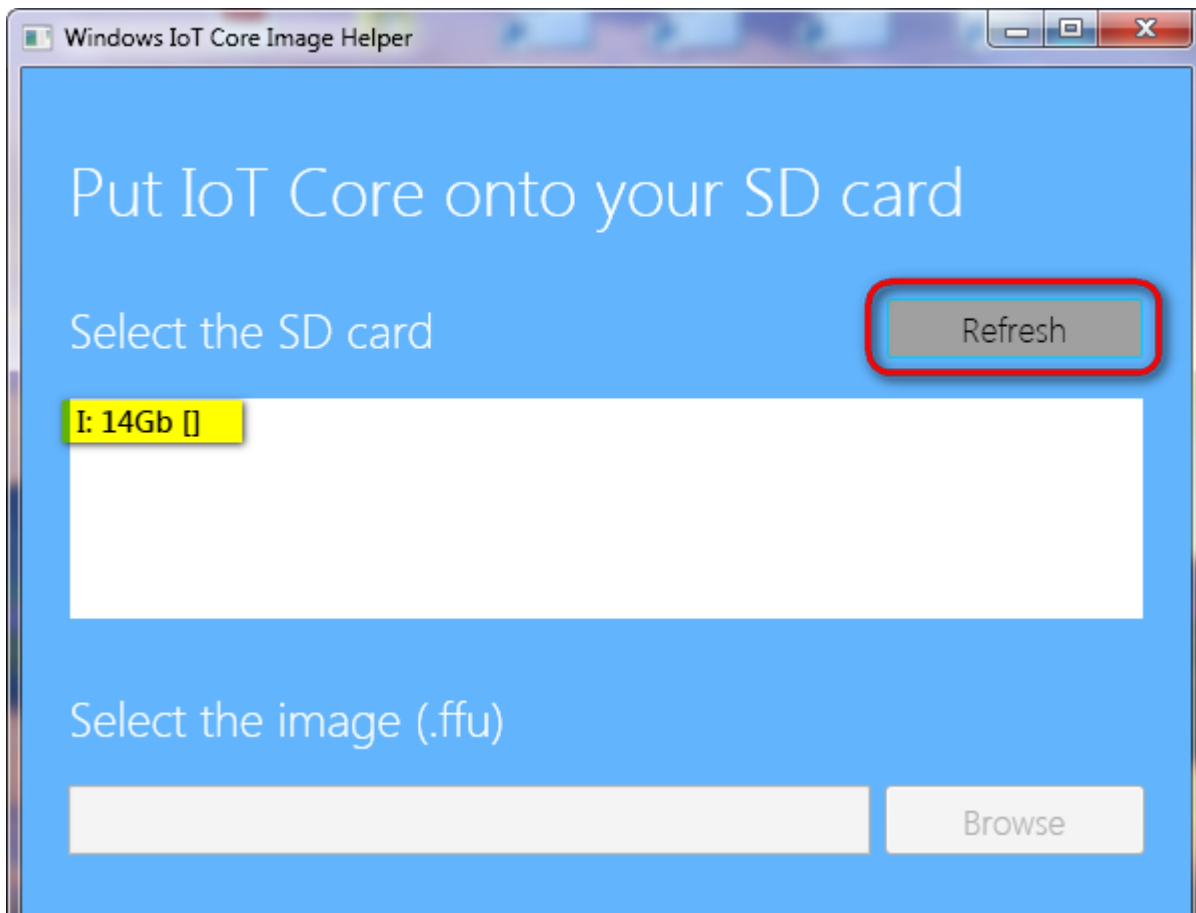 Windows IoT Core Image Helper
Put IoT Core onto your SD card
Select the SD card
Refresh
I: 14Gb []
Select the image (.ffu)
Browse